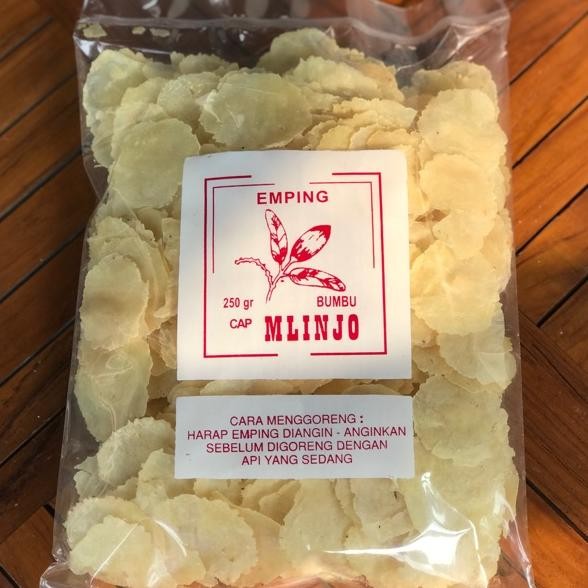 EMPING
250 gr BUMBU
CAP MLINJO
CARA MENGGORENG :
HARAP EMPING DIANGIN - ANGINKAN
SEBELUM DIGORENG DENGAN
API YANG SEDANG